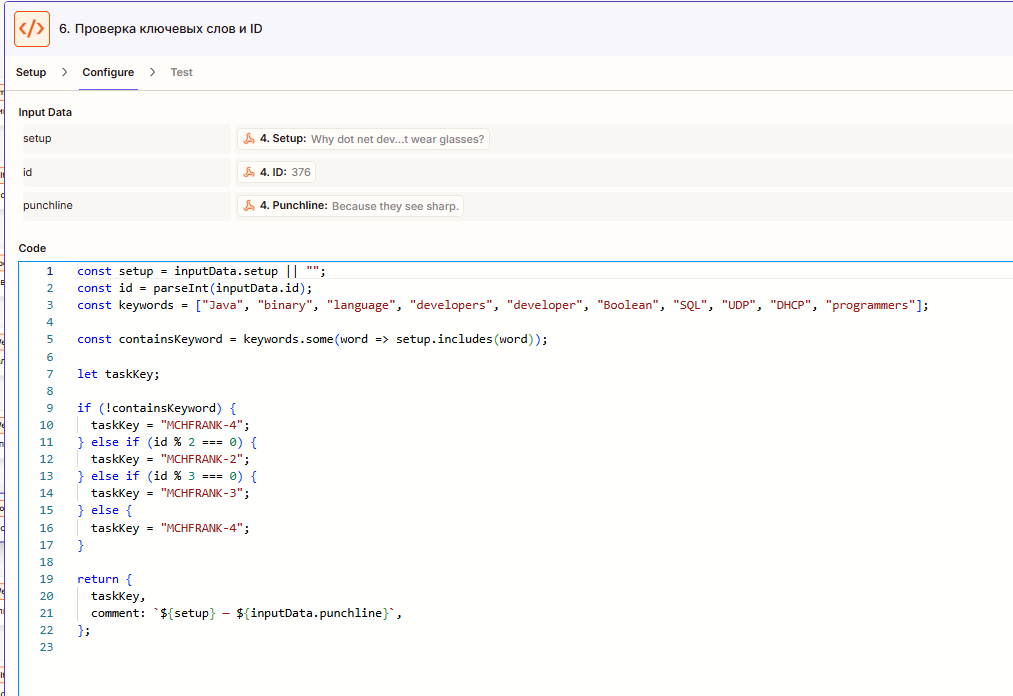 6. Проверка ключевых слов и ID
Setup > Configure > Test
Input Data
setup 4. Setup: Why dot net dev...t wear glasses?
id 4. ID: 376
punchline 4. Punchline: Because they see sharp.
Code
1 const setup = inputData.setup || "";
2 const id = parseInt(inputData.id);
3 const keywords = ["Java", "binary", "language", "developers", "developer", "Boolean", "SQL", "UDP", "DHCP", "programmers"];
4
5 const containsKeyword = keywords.some(word => setup.includes(word));
6
7 let taskKey;
8
9 if (!containsKeyword) {
10 taskKey = "MCHFRANK-4";
11 } else if (id % 2 === 0) {
12 taskKey = "MCHFRANK-2";
13 } else if (id % 3 === 0) {
14 taskKey = "MCHFRANK-3";
15 } else {
16 taskKey = "MCHFRANK-4";
17 }
18
19 return {
20 taskKey,
21 comment: `${setup} — ${inputData.punchline}`,
22 };
23